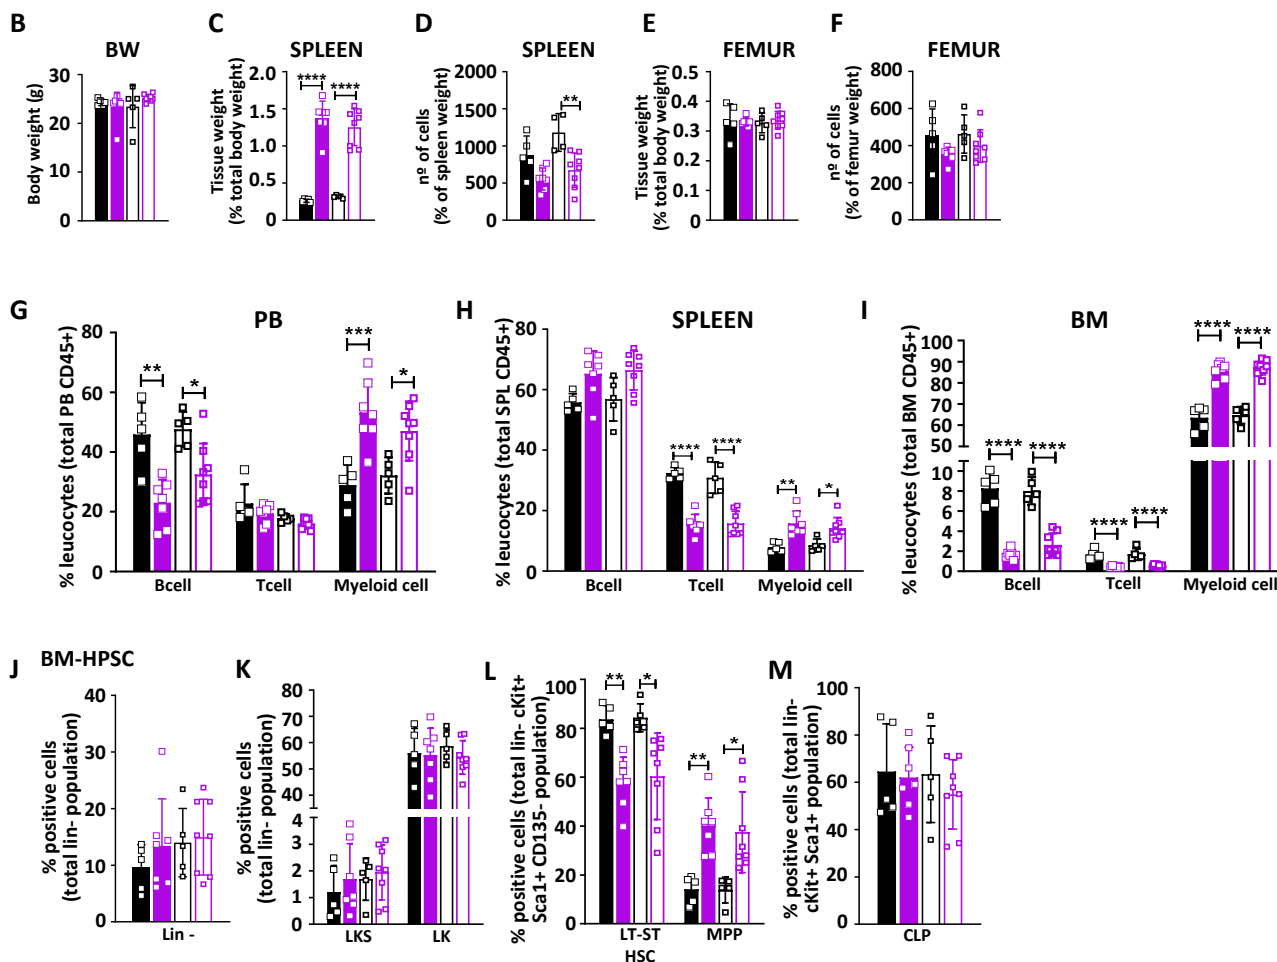 B
BW
Body weight (g)
30
20
10
0
C
SPLEEN
Tissue weight
(% total body weight)
2.0
1.5
1.0
0.5
0
****
****
D
SPLEEN
nº of cells
(% of spleen weight)
2000
1500
1000
500
0
**
E
FEMUR
Tissue weight
(% total body weight)
0.5
0.4
0.3
0.2
0.1
0
F
FEMUR
nº of cells
(% of femur weight)
800
600
400
200
0
G
PB
% leucocytes (total PB CD45+)
80
60
40
20
0
**
*
***
*
Bcell
Tcell
Myeloid cell
H
SPLEEN
% leucocytes (total SPL CD45+)
80
60
40
20
0
****
****
**
*
Bcell
Tcell
Myeloid cell
I
BM
% leucocytes (total BM CD45+)
100
90
80
70
60
50
10
8
6
4
2
0
****
****
****
****
****
****
Bcell
Tcell
Myeloid cell
BM-HPSC
J
% positive cells
(total lin- population)
40
30
20
10
0
Lin -
K
% positive cells
(total lin- population)
80
70
60
50
40
4
3
2
1
0
LKS
LK
L
% positive cells (total lin- cKit+
Sca1+ CD135- population)
100
80
60
40
20
0
**
*
**
*
LT-ST
HSC
MPP
M
% positive cells (total lin-
cKit+ Sca1+ population)
100
80
60
40
20
0
CLP